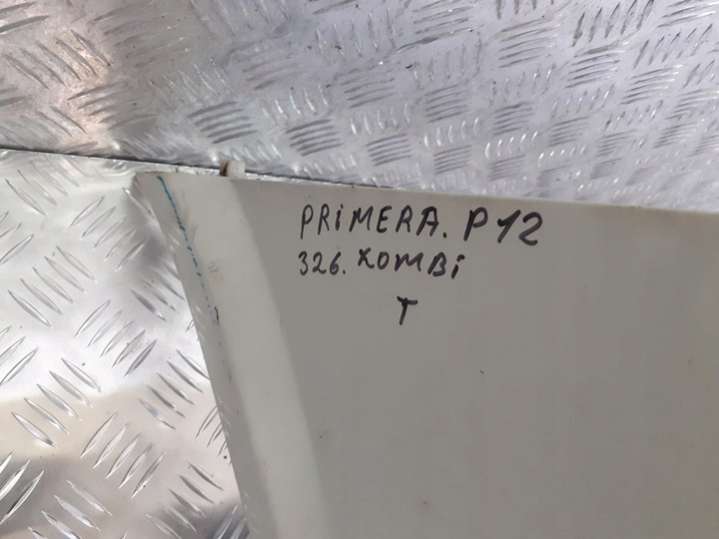 PRiMERA. P12
326. KOMBi
T